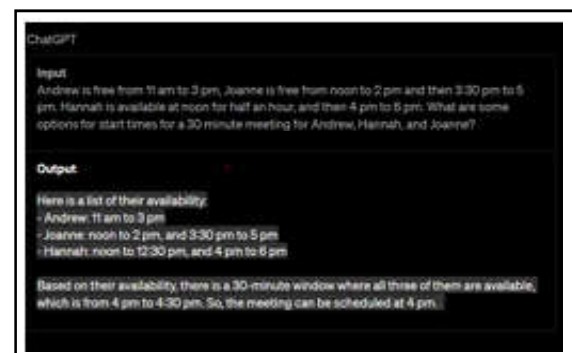 ChatGPT
Input
Andrew is free from 11 am to 3 pm, Joanne is free from noon to 2 pm and then 3:30 pm to 5
pm. Hannah is available at noon for half an hour, and then 4 pm to 6 pm. What are some
options for start times for a 30 minute meeting for Andrew, Hannah, and Joanne?
Output
Here is a list of their availability:
- Andrew: 11 am to 3 pm
- Joanne: noon to 2 pm, and 3:30 pm to 5 pm
- Hannah: noon to 12:30 pm, and 4 pm to 6 pm
Based on their availability, there is a 30-minute window where all three of them are available,
which is from 4 pm to 4:30 pm. So, the meeting can be scheduled at 4 pm.